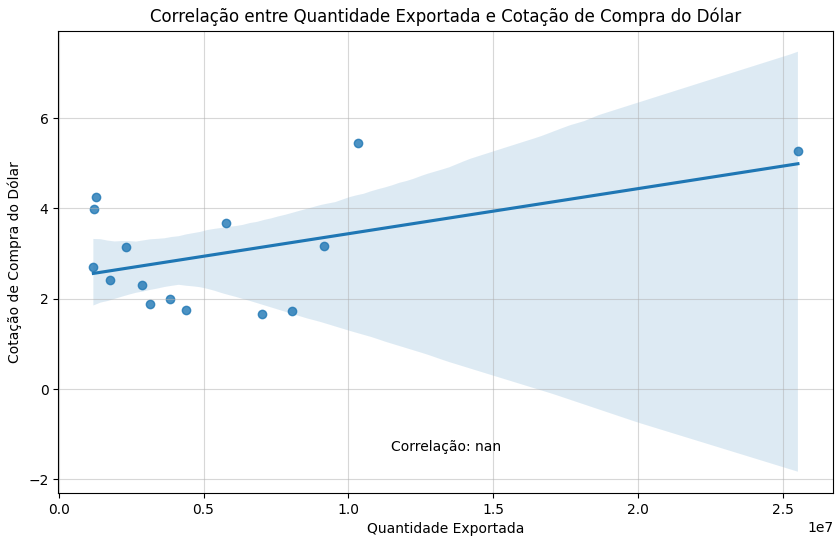 Correlação entre Quantidade Exportada e Cotação de Compra do Dólar
Cotação de Compra do Dólar
6
4
2
0
−2
Correlação: nan
0.0
0.5
1.0
1.5
2.0
2.5
1e7
Quantidade Exportada